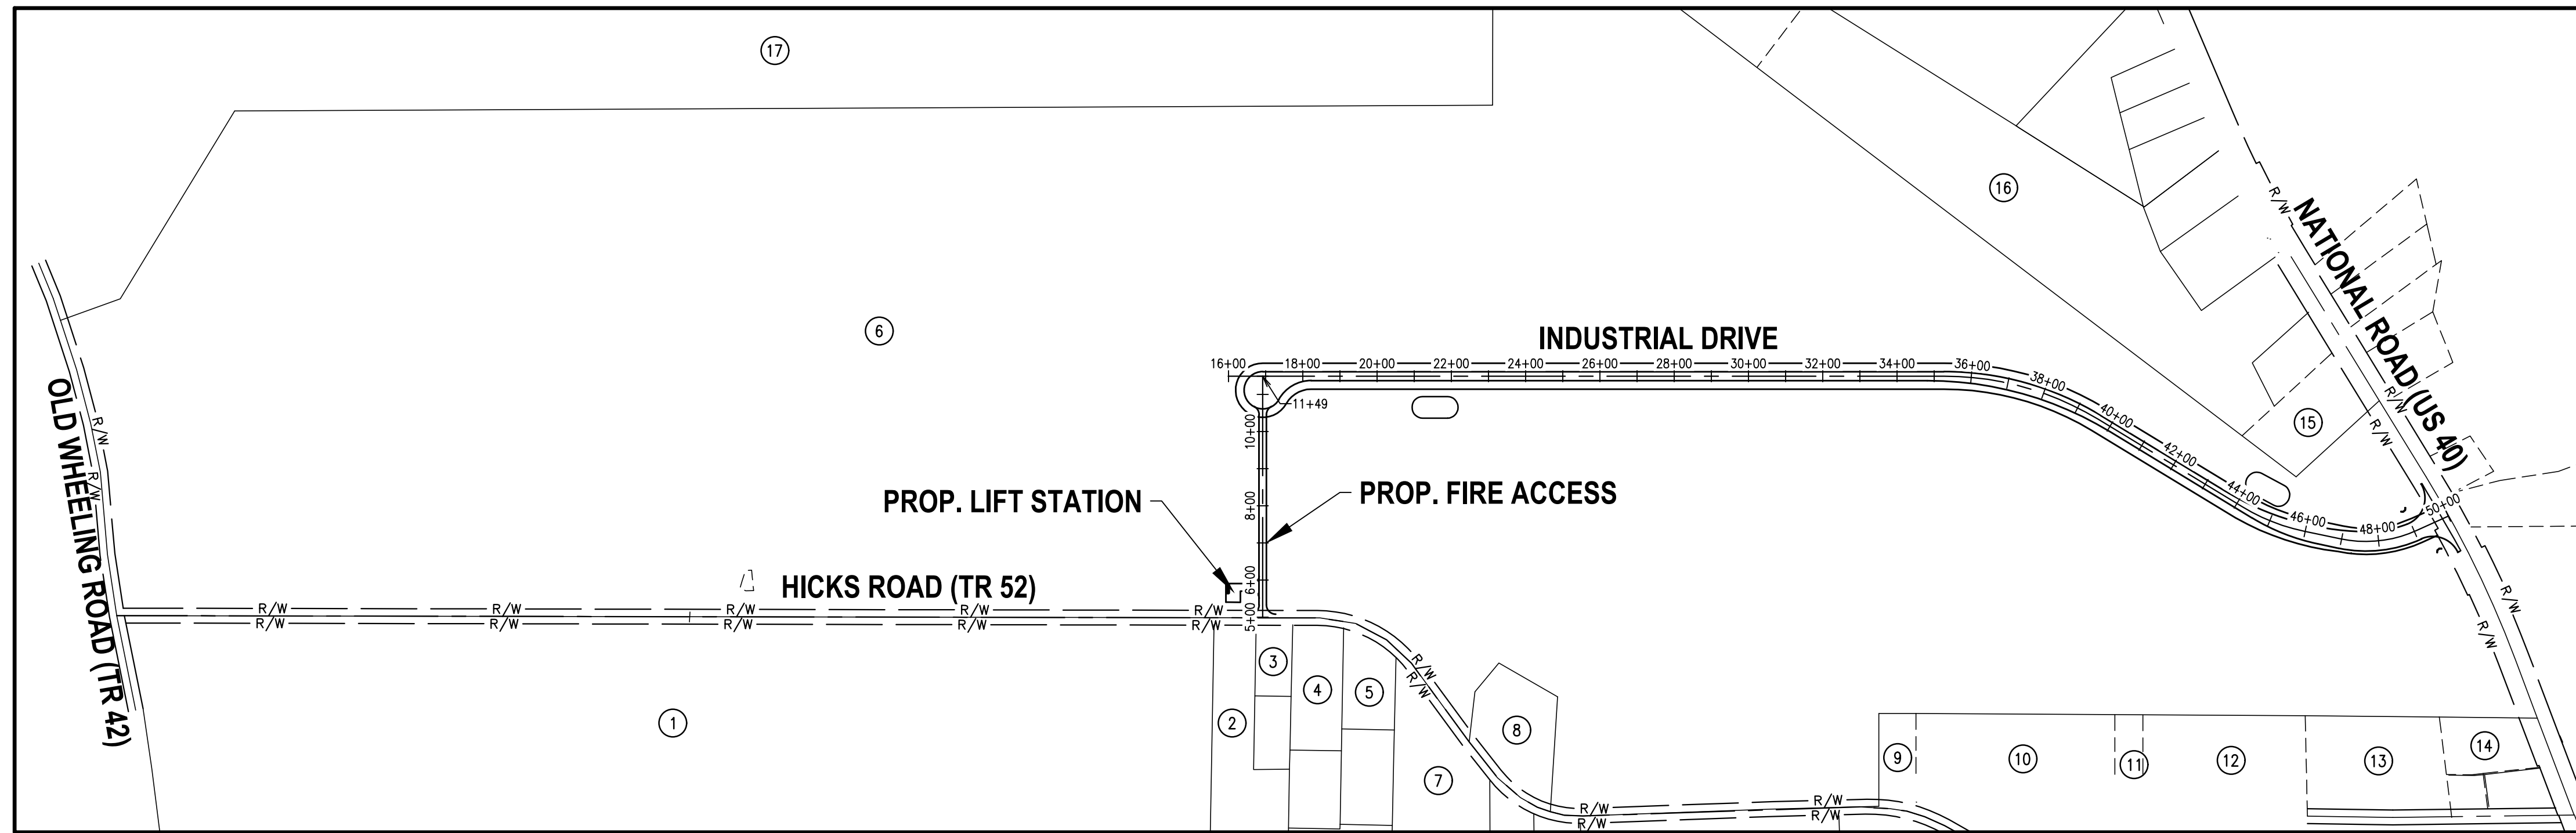 17
16
NATIONAL ROAD (US 40)
R/W
R/W
R/W
6
INDUSTRIAL DRIVE
16+00
18+00
20+00
22+00
24+00
26+00
28+00
30+00
32+00
34+00
36+00
38+00
40+00
42+00
44+00
46+00
48+00
50+00
11+49
15
OLD WHEELING ROAD (TR 42)
R/W
R/W
10+00
8+00
6+00
5+00
PROP. LIFT STATION
PROP. FIRE ACCESS
HICKS ROAD (TR 52)
R/W
R/W
R/W
R/W
R/W
R/W
R/W
R/W
R/W
R/W
R/W
R/W
R/W
R/W
1
2
3
4
5
7
8
9
10
11
12
13
14
R/W
R/W
R/W
R/W